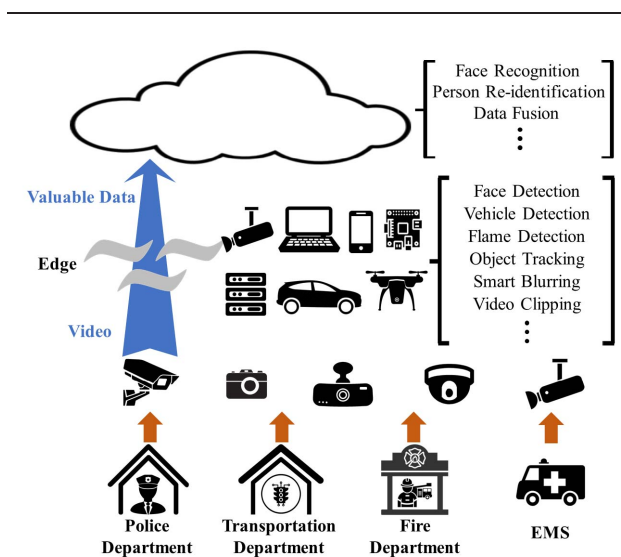 Face Recognition
Person Re-identification
Data Fusion
Valuable Data
Edge
Video
Face Detection
Vehicle Detection
Flame Detection
Object Tracking
Smart Blurring
Video Clipping
Police
Department
Transportation
Department
Fire
Department
EMS